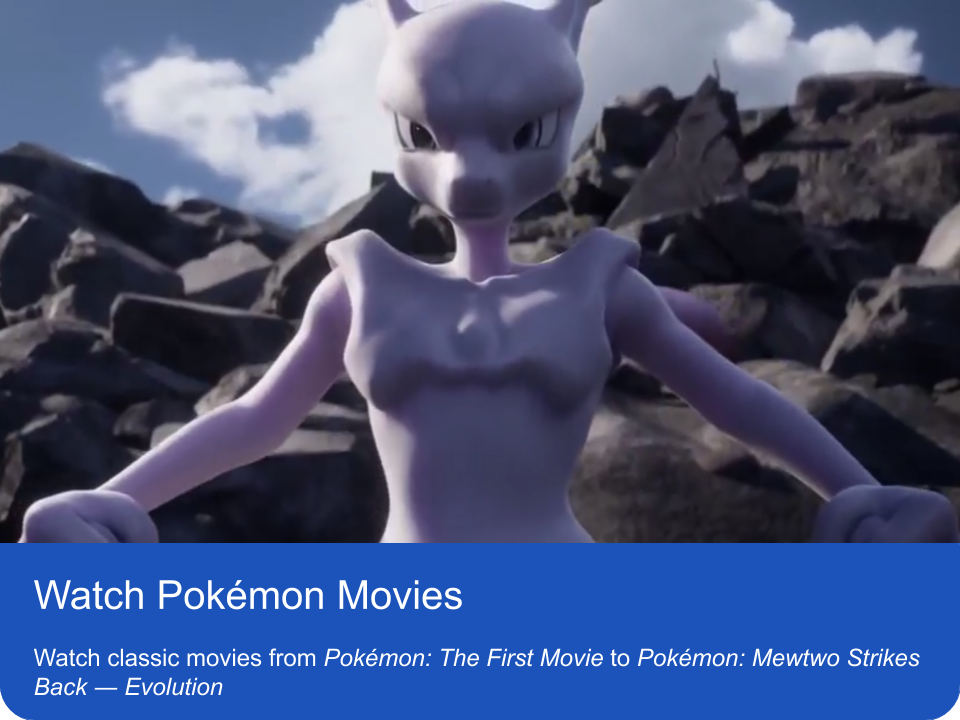 Watch Pokémon Movies
Watch classic movies from Pokémon: The First Movie to Pokémon: Mewtwo Strikes
Back — Evolution